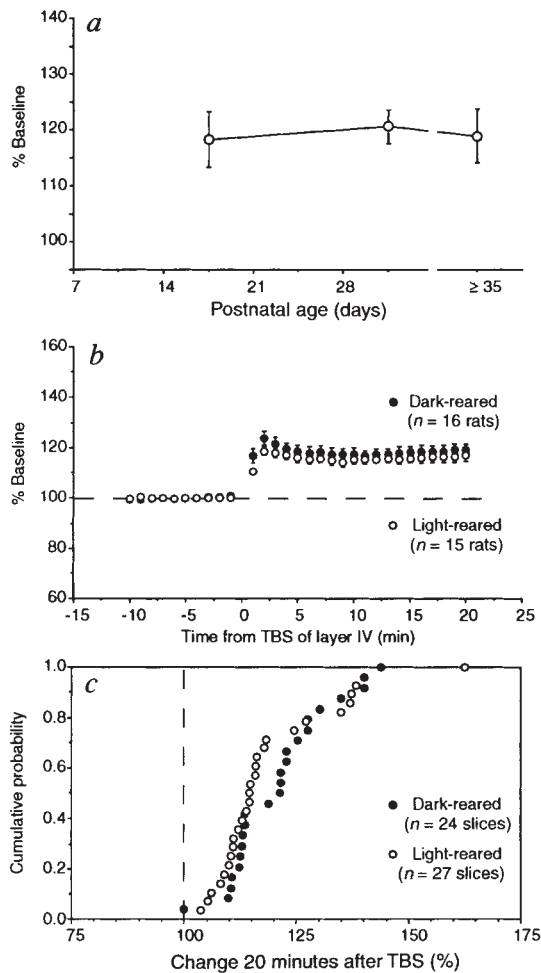 a
140
130
120
110
100
% Baseline
7 14 21 28 ≥ 35
Postnatal age (days)
b
160
140
120
100
80
60
% Baseline
Dark-reared
(n = 16 rats)
Light-reared
(n = 15 rats)
-15 -10 -5 0 5 10 15 20 25
Time from TBS of layer IV (min)
c
1.0
0.8
0.6
0.4
0.2
0.0
Cumulative probability
Dark-reared
(n = 24 slices)
Light-reared
(n = 27 slices)
75 100 125 150 175
Change 20 minutes after TBS (%)